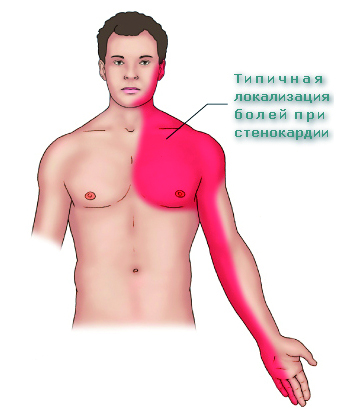 Типичная
локализация
болей при
стенокардии